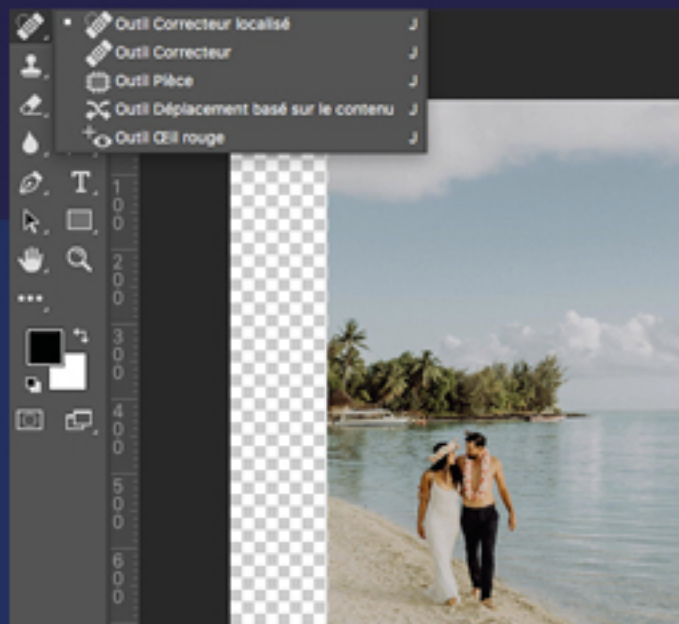 Outil Correcteur localisé J
Outil Correcteur J
Outil Pièce J
Outil Déplacement basé sur le contenu J
Outil Œil rouge J
T
100
200
300
400
500
600